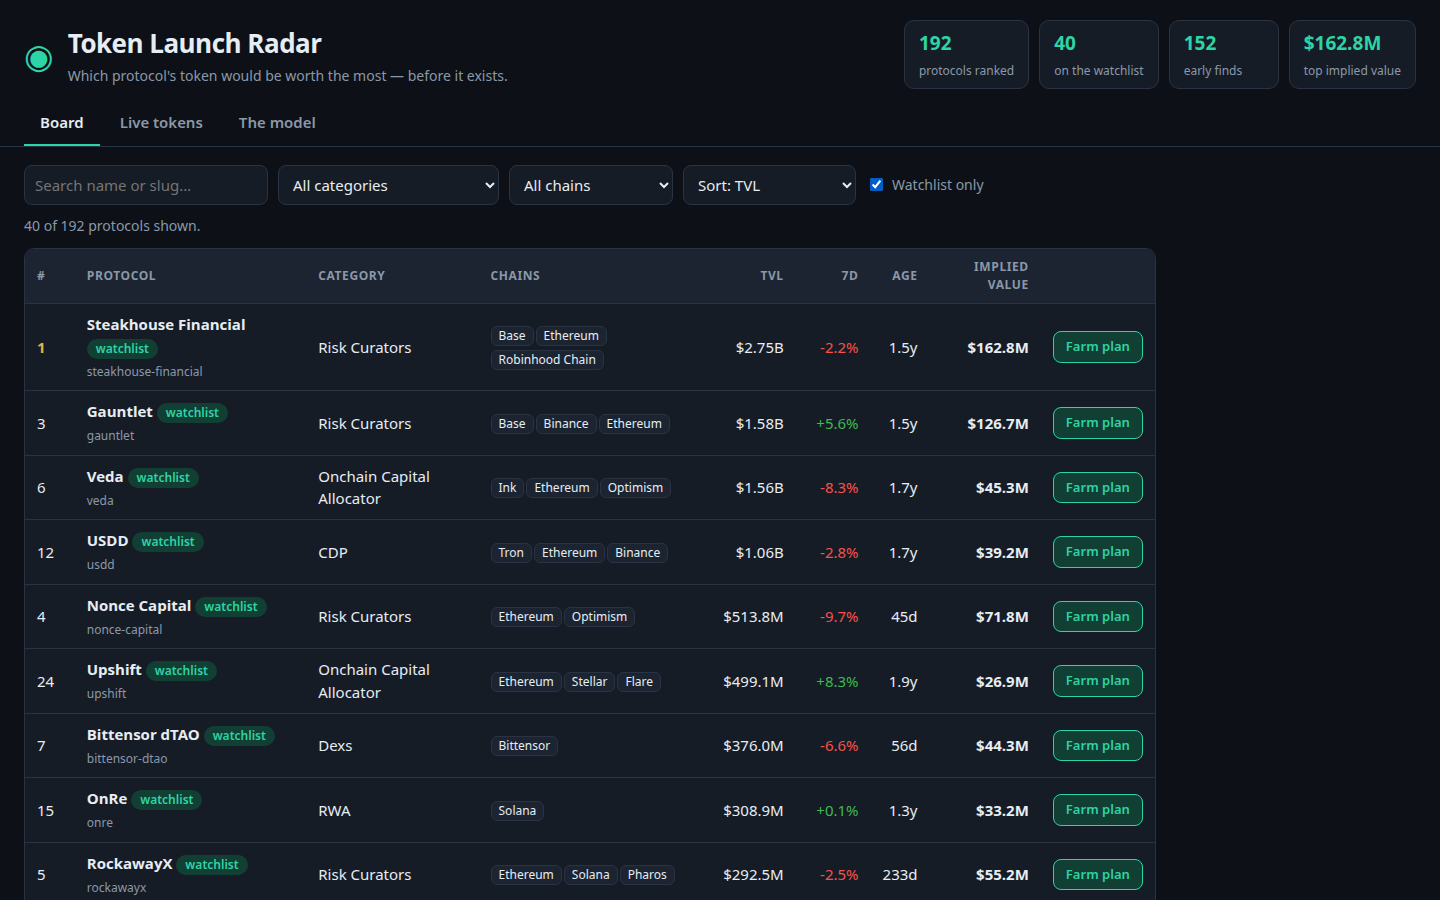 Token Launch Radar
Which protocol's token would be worth the most — before it exists.
192
protocols ranked
40
on the watchlist
152
early finds
$162.8M
top implied value
Board
Live tokens
The model
Search name or slug...
All categories
All chains
Sort: TVL
Watchlist only
40 of 192 protocols shown.
# PROTOCOL CATEGORY CHAINS TVL 7D AGE IMPLIED VALUE
1 Steakhouse Financial watchlist steakhouse-financial Risk Curators Base Ethereum Robinhood Chain $2.75B -2.2% 1.5y $162.8M Farm plan
3 Gauntlet watchlist gauntlet Risk Curators Base Binance Ethereum $1.58B +5.6% 1.5y $126.7M Farm plan
6 Veda watchlist veda Onchain Capital Allocator Ink Ethereum Optimism $1.56B -8.3% 1.7y $45.3M Farm plan
12 USDD watchlist usdd CDP Tron Ethereum Binance $1.06B -2.8% 1.7y $39.2M Farm plan
4 Nonce Capital watchlist nonce-capital Risk Curators Ethereum Optimism $513.8M -9.7% 45d $71.8M Farm plan
24 Upshift watchlist upshift Onchain Capital Allocator Ethereum Stellar Flare $499.1M +8.3% 1.9y $26.9M Farm plan
7 Bittensor dTAO watchlist bittensor-dtao Dexs Bittensor $376.0M -6.6% 56d $44.3M Farm plan
15 OnRe watchlist onre RWA Solana $308.9M +0.1% 1.3y $33.2M Farm plan
5 RockawayX watchlist rockawayx Risk Curators Ethereum Solana Pharos $292.5M -2.5% 233d $55.2M Farm plan